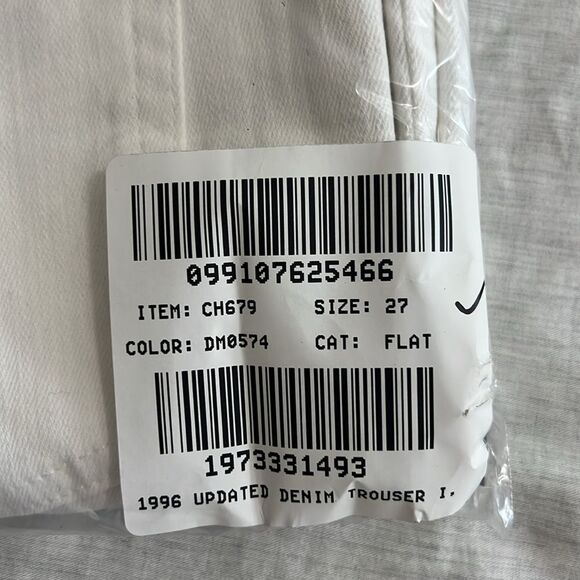 099107625466
ITEM: CH679 SIZE: 27
COLOR: DM0574 CAT: FLAT
1973331493
1996 UPDATED DENIM TROUSER I.